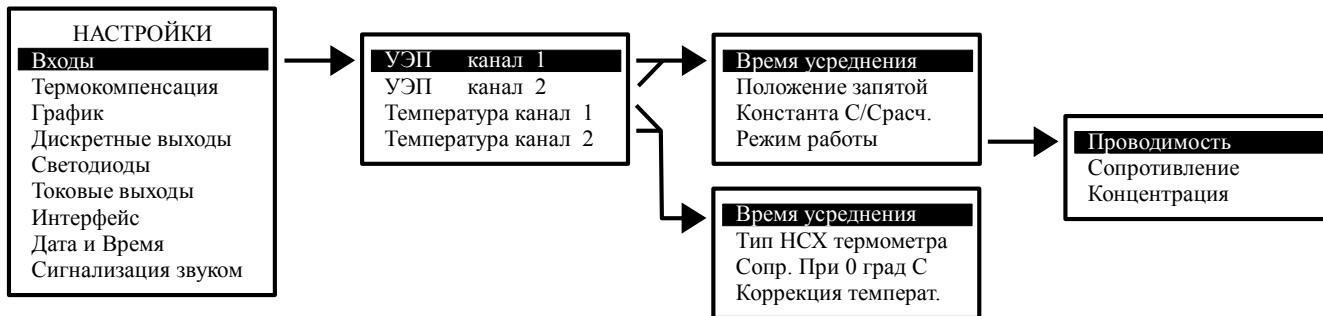 НАСТРОЙКИ
Входы
Термокомпенсация
График
Дискретные выходы
Светодиоды
Токовые выходы
Интерфейс
Дата и Время
Сигнализация звуком
УЭП канал 1
УЭП канал 2
Температура канал 1
Температура канал 2
Время усреднения
Положение запятой
Константа С/Срасч.
Режим работы
Время усреднения
Тип НСХ термометра
Сопр. При 0 град С
Коррекция температ.
Проводимость
Сопротивление
Концентрация